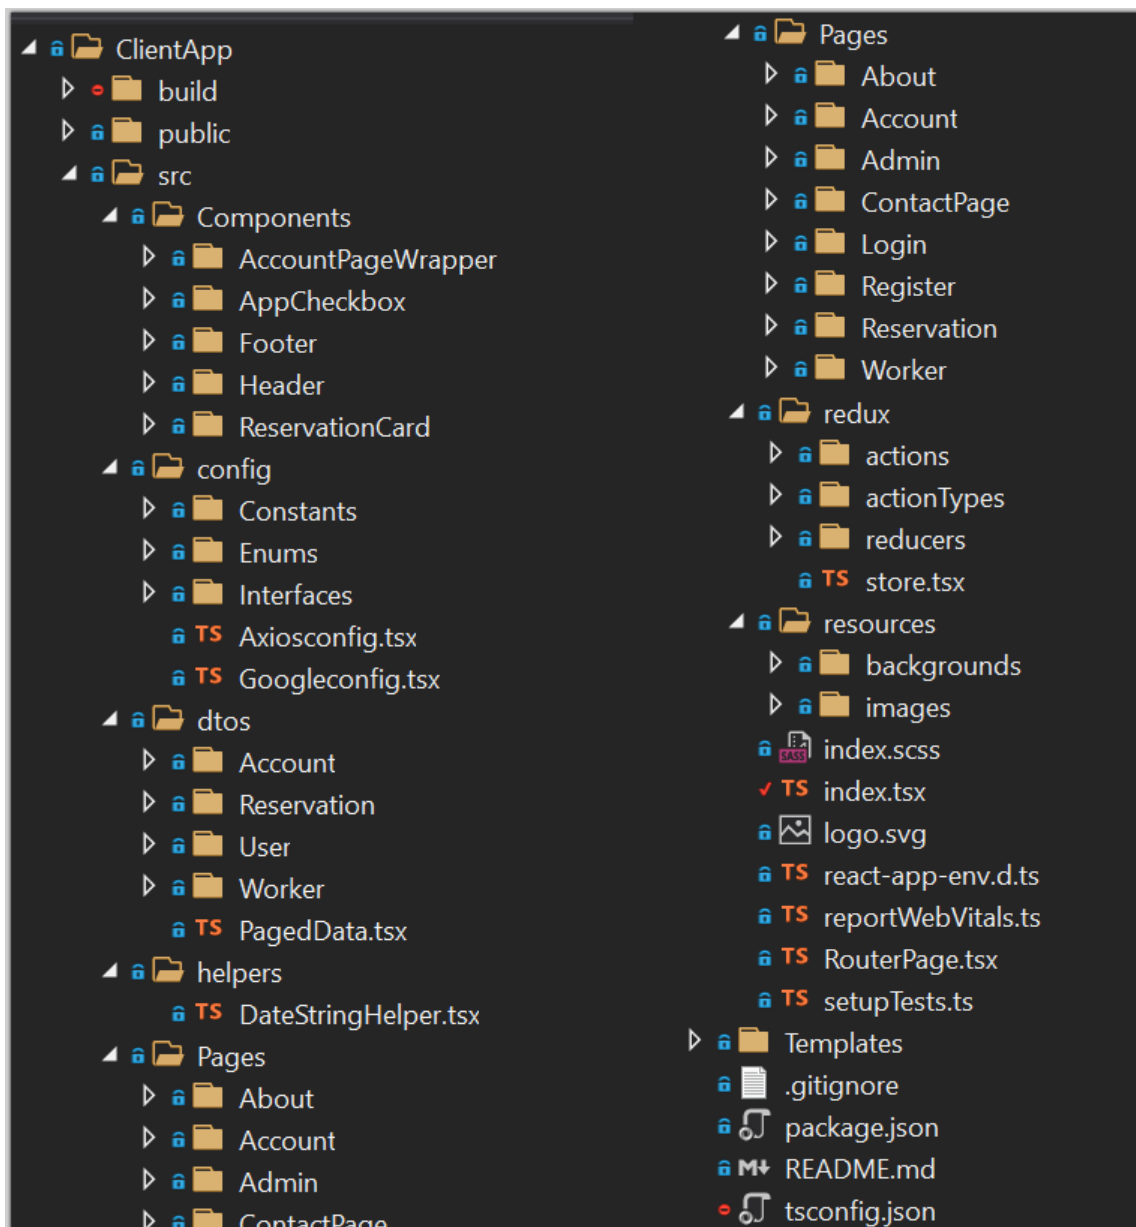 ClientApp
build
public
src
Components
AccountPageWrapper
AppCheckbox
Footer
Header
ReservationCard
config
Constants
Enums
Interfaces
TS Axiosconfig.tsx
TS Googleconfig.tsx
dtos
Account
Reservation
User
Worker
TS PagedData.tsx
helpers
TS DateStringHelper.tsx
Pages
About
Account
Admin
ContactPage
Pages
About
Account
Admin
ContactPage
Login
Register
Reservation
Worker
redux
actions
actionTypes
reducers
TS store.tsx
resources
backgrounds
images
SASS index.scss
TS index.tsx
logo.svg
TS react-app-env.d.ts
TS reportWebVitals.ts
TS RouterPage.tsx
TS setupTests.ts
Templates
.gitignore
package.json
M README.md
tsconfig.json